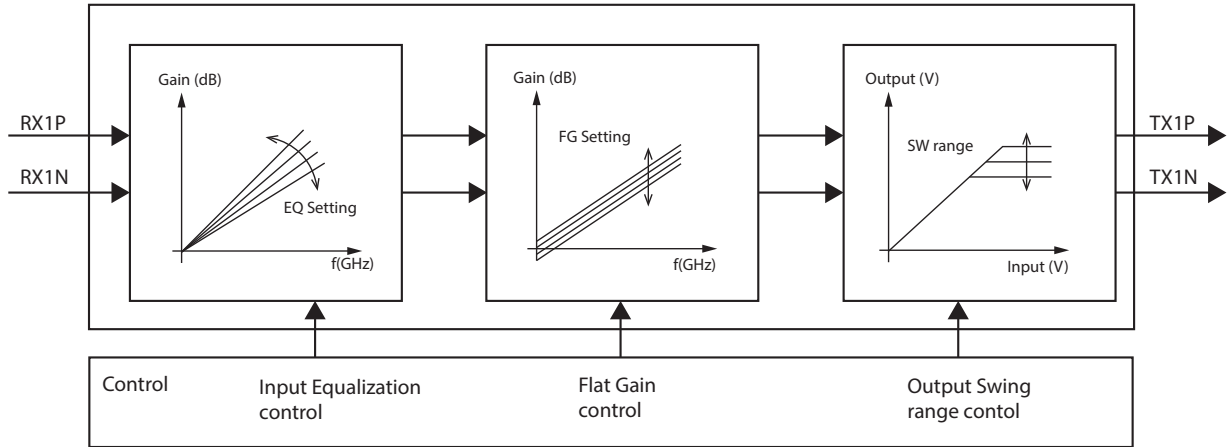 Gain (dB)
EQ Setting
f(GHz)
Gain (dB)
FG Setting
f(GHz)
Output (V)
SW range
Input (V)
RX1P
RX1N
TX1P
TX1N
Control
Input Equalization
control
Flat Gain
control
Output Swing
range contol